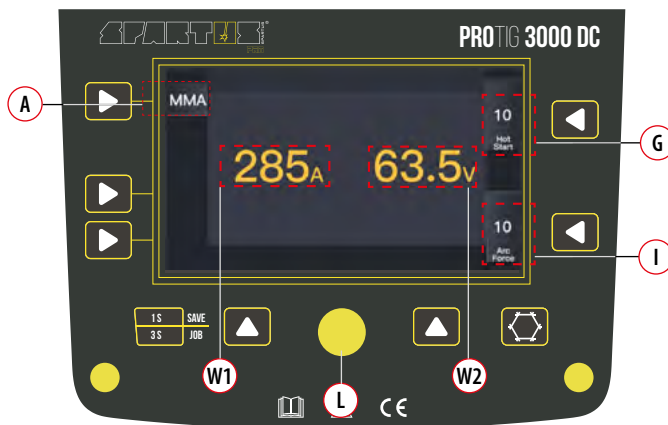 SPARTUS®
PROTIG 3000 DC
A
MMA
10
Hot
Start
G
285A
63.5V
10
Arc
Force
I
1 S SAVE
3 S JOB
W1
L
W2
CE